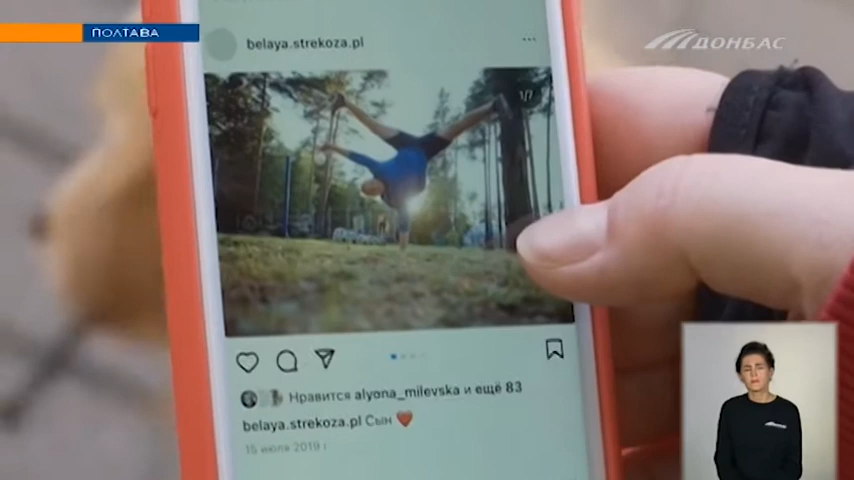 ПОЛТАВА
ДОНБАС
belaya.strekoza.pl
1/7
Нравится alyona_milevska и ещё 83
belaya.strekoza.pl Сын ❤
15 июля 2019 г.